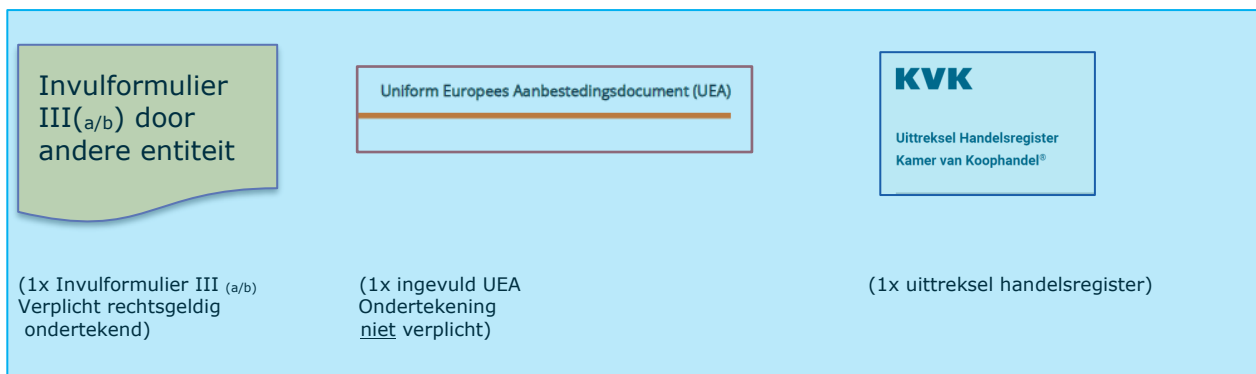 Invulformulier
III(a/b) door
andere entiteit
Uniform Europees Aanbestedingsdocument (UEA)
KVK
Uittreksel Handelsregister
Kamer van Koophandel®
(1x Invulformulier III (a/b)
Verplicht rechtsgeldig
ondertekend)
(1x ingevuld UEA
Ondertekening
niet verplicht)
(1x uittreksel handelsregister)